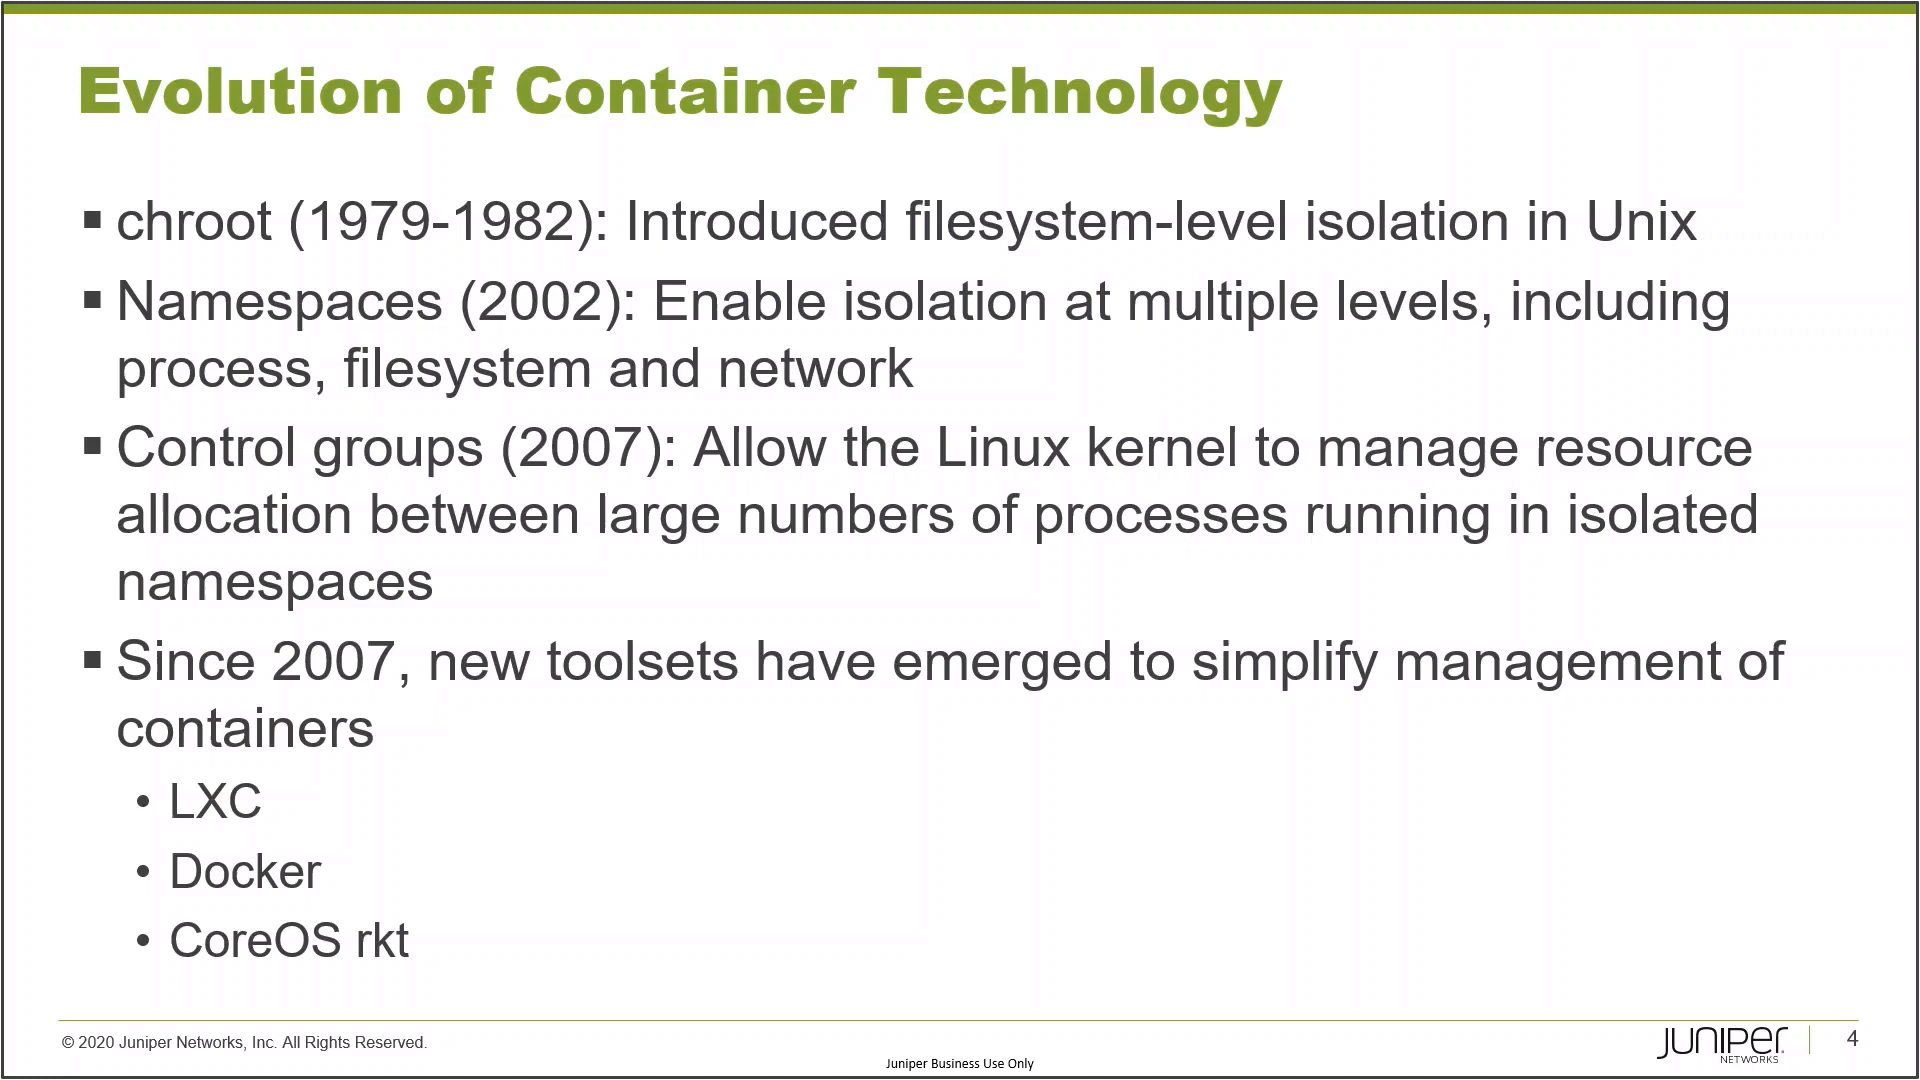 Evolution of Container Technology
▪ chroot (1979-1982): Introduced filesystem-level isolation in Unix
▪ Namespaces (2002): Enable isolation at multiple levels, including
process, filesystem and network
▪ Control groups (2007): Allow the Linux kernel to manage resource
allocation between large numbers of processes running in isolated
namespaces
▪ Since 2007, new toolsets have emerged to simplify management of
containers
• LXC
• Docker
• CoreOS rkt
© 2020 Juniper Networks, Inc. All Rights Reserved.
Juniper Business Use Only
JUNIPER
NETWORKS
4